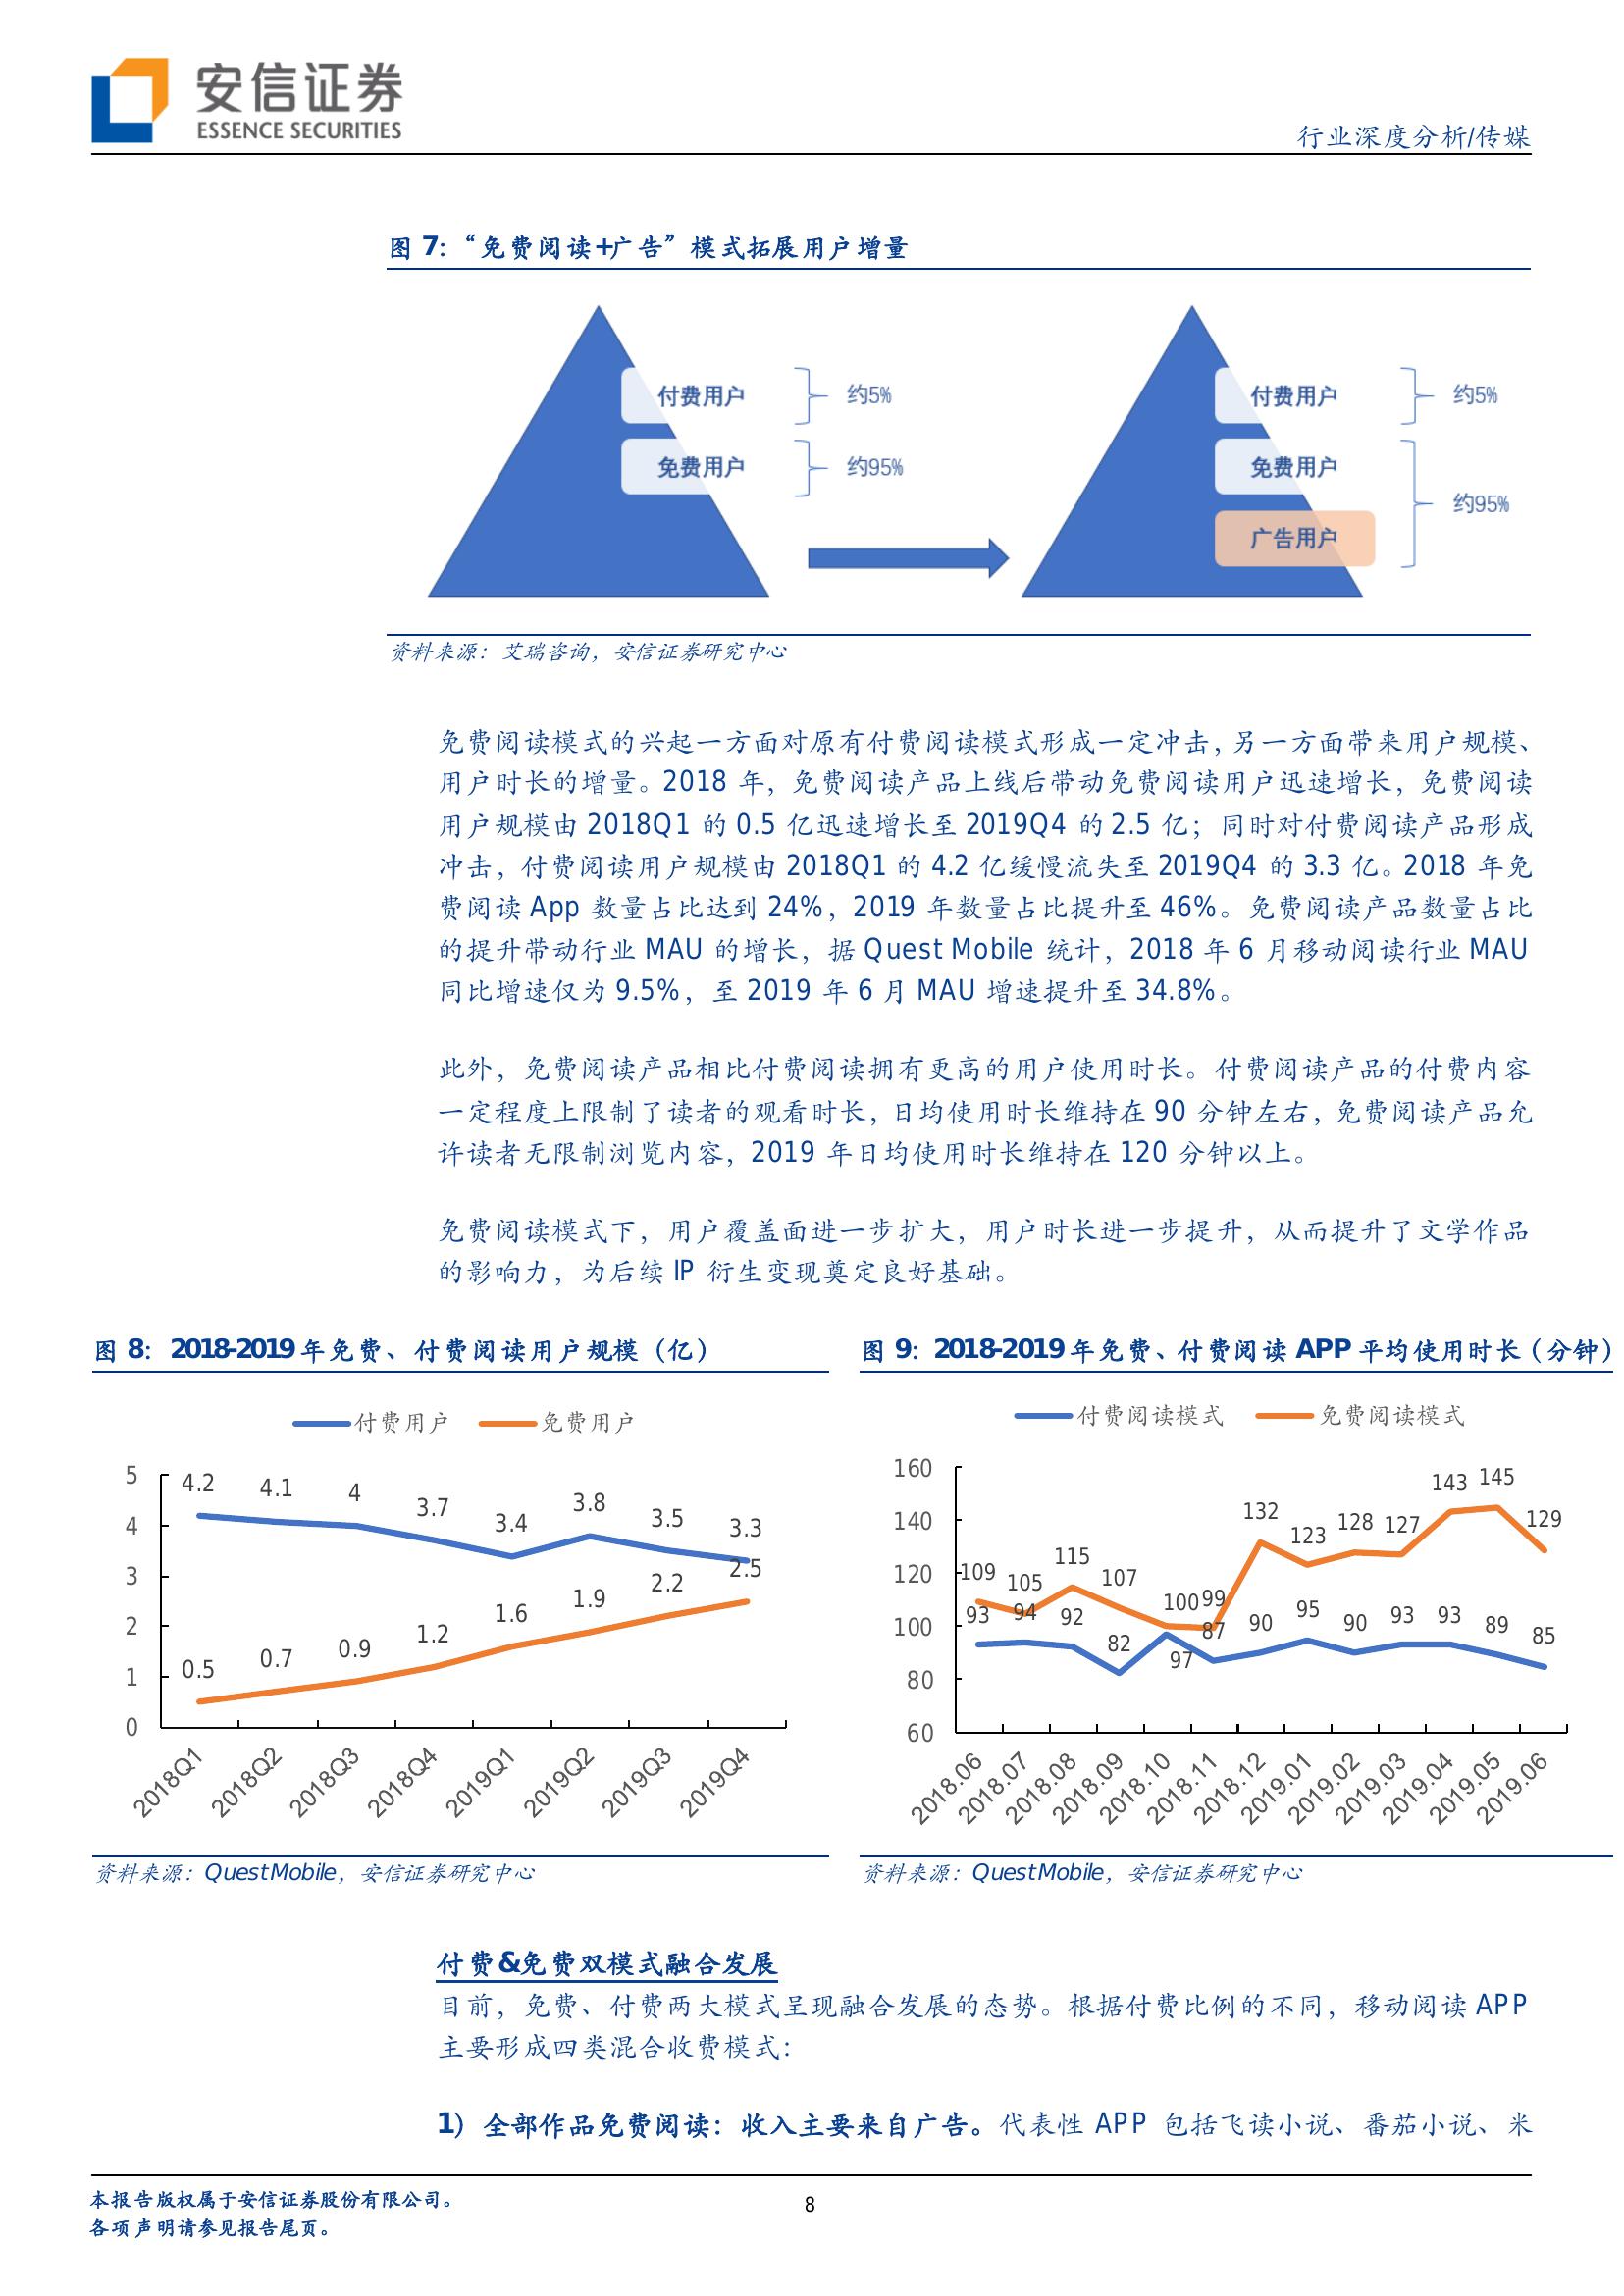 安信证券
ESSENCE SECURITIES
行业深度分析/传媒
图 7：“免费阅读+广告”模式拓展用户增量
付费用户
约5%
免费用户
约95%
付费用户
约5%
免费用户
广告用户
约95%
资料来源：艾瑞咨询，安信证券研究中心
免费阅读模式的兴起一方面对原有付费阅读模式形成一定冲击，另一方面带来用户规模、
用户时长的增量。2018 年，免费阅读产品上线后带动免费阅读用户迅速增长，免费阅读
用户规模由 2018Q1 的 0.5 亿迅速增长至 2019Q4 的 2.5 亿；同时对付费阅读产品形成
冲击，付费阅读用户规模由 2018Q1 的 4.2 亿缓慢流失至 2019Q4 的 3.3 亿。2018 年免
费阅读 App 数量占比达到 24%，2019 年数量占比提升至 46%。免费阅读产品数量占比
的提升带动行业 MAU 的增长，据 Quest Mobile 统计，2018 年 6 月移动阅读行业 MAU
同比增速仅为 9.5%，至 2019 年 6 月 MAU 增速提升至 34.8%。
此外，免费阅读产品相比付费阅读拥有更高的用户使用时长。付费阅读产品的付费内容
一定程度上限制了读者的观看时长，日均使用时长维持在 90 分钟左右，免费阅读产品允
许读者无限制浏览内容，2019 年日均使用时长维持在 120 分钟以上。
免费阅读模式下，用户覆盖面进一步扩大，用户时长进一步提升，从而提升了文学作品
的影响力，为后续 IP 衍生变现奠定良好基础。
图 8：2018-2019 年免费、付费阅读用户规模（亿）
付费用户 免费用户
5
4
3
2
1
0
4.2 4.1 4 3.7 3.4 3.8 3.5 3.3
0.5 0.7 0.9 1.2 1.6 1.9 2.2 2.5
2018Q1 2018Q2 2018Q3 2018Q4 2019Q1 2019Q2 2019Q3 2019Q4
资料来源：QuestMobile，安信证券研究中心
图 9：2018-2019 年免费、付费阅读 APP 平均使用时长（分钟）
付费阅读模式 免费阅读模式
160
140
120
100
80
60
109 105 115 107 100 99 132 123 128 127 143 145 129
93 94 92 82 97 87 90 95 90 93 93 89 85
2018.06 2018.07 2018.08 2018.09 2018.10 2018.11 2018.12 2019.01 2019.02 2019.03 2019.04 2019.05 2019.06
资料来源：QuestMobile，安信证券研究中心
付费&免费双模式融合发展
目前，免费、付费两大模式呈现融合发展的态势。根据付费比例的不同，移动阅读 APP
主要形成四类混合收费模式：
1）全部作品免费阅读：收入主要来自广告。代表性 APP 包括飞读小说、番茄小说、米
本报告版权属于安信证券股份有限公司。
各项声明请参见报告尾页。
8